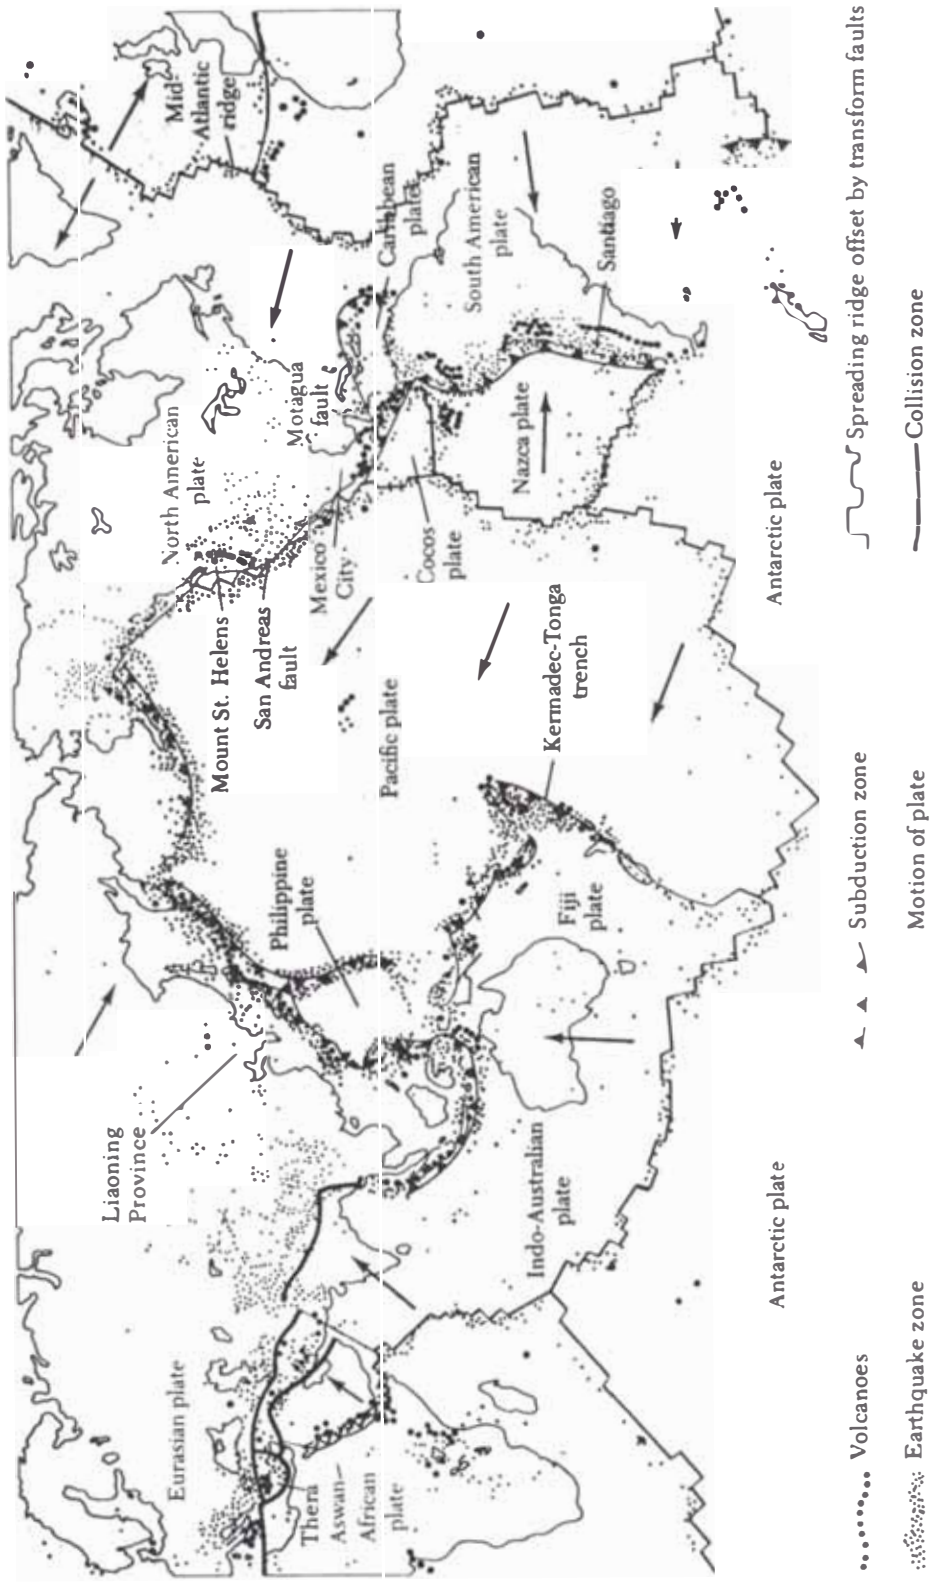 Eurasian plate
Liaoning
Province
Thera
Aswan–
African
plate
Indo-Australian
plate
Antarctic plate
Philippine
plate
Fiji
plate
Pacific plate
Kermadec-Tonga
trench
Mount St. Helens
San Andreas
fault
North American
plate
Mexico
City
Motagua
fault
Cocos
plate
Nazca plate
Antarctic plate
Caribbean
plate
South American
plate
Santiago
Mid
Atlantic
ridge
Volcanoes
Subduction zone
Spreading ridge offset by transform faults
Earthquake zone
Motion of plate
Collision zone